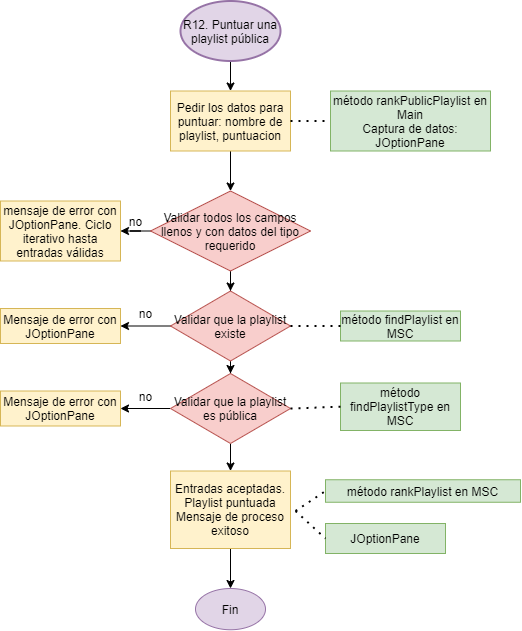 R12. Puntuar una
playlist pública
Pedir los datos para
puntuar: nombre de
playlist, puntuacion
método rankPublicPlaylist en
Main
Captura de datos:
JOptionPane
mensaje de error con
JOptionPane. Ciclo
iterativo hasta
entradas válidas
no
Validar todos los campos
llenos y con datos del tipo
requerido
Mensaje de error con
JOptionPane
no
Validar que la playlist
existe
método findPlaylist en
MSC
Mensaje de error con
JOptionPane
no
Validar que la playlist
es pública
método
findPlaylistType en
MSC
Entradas aceptadas.
Playlist puntuada
Mensaje de proceso
exitoso
método rankPlaylist en MSC
JOptionPane
Fin